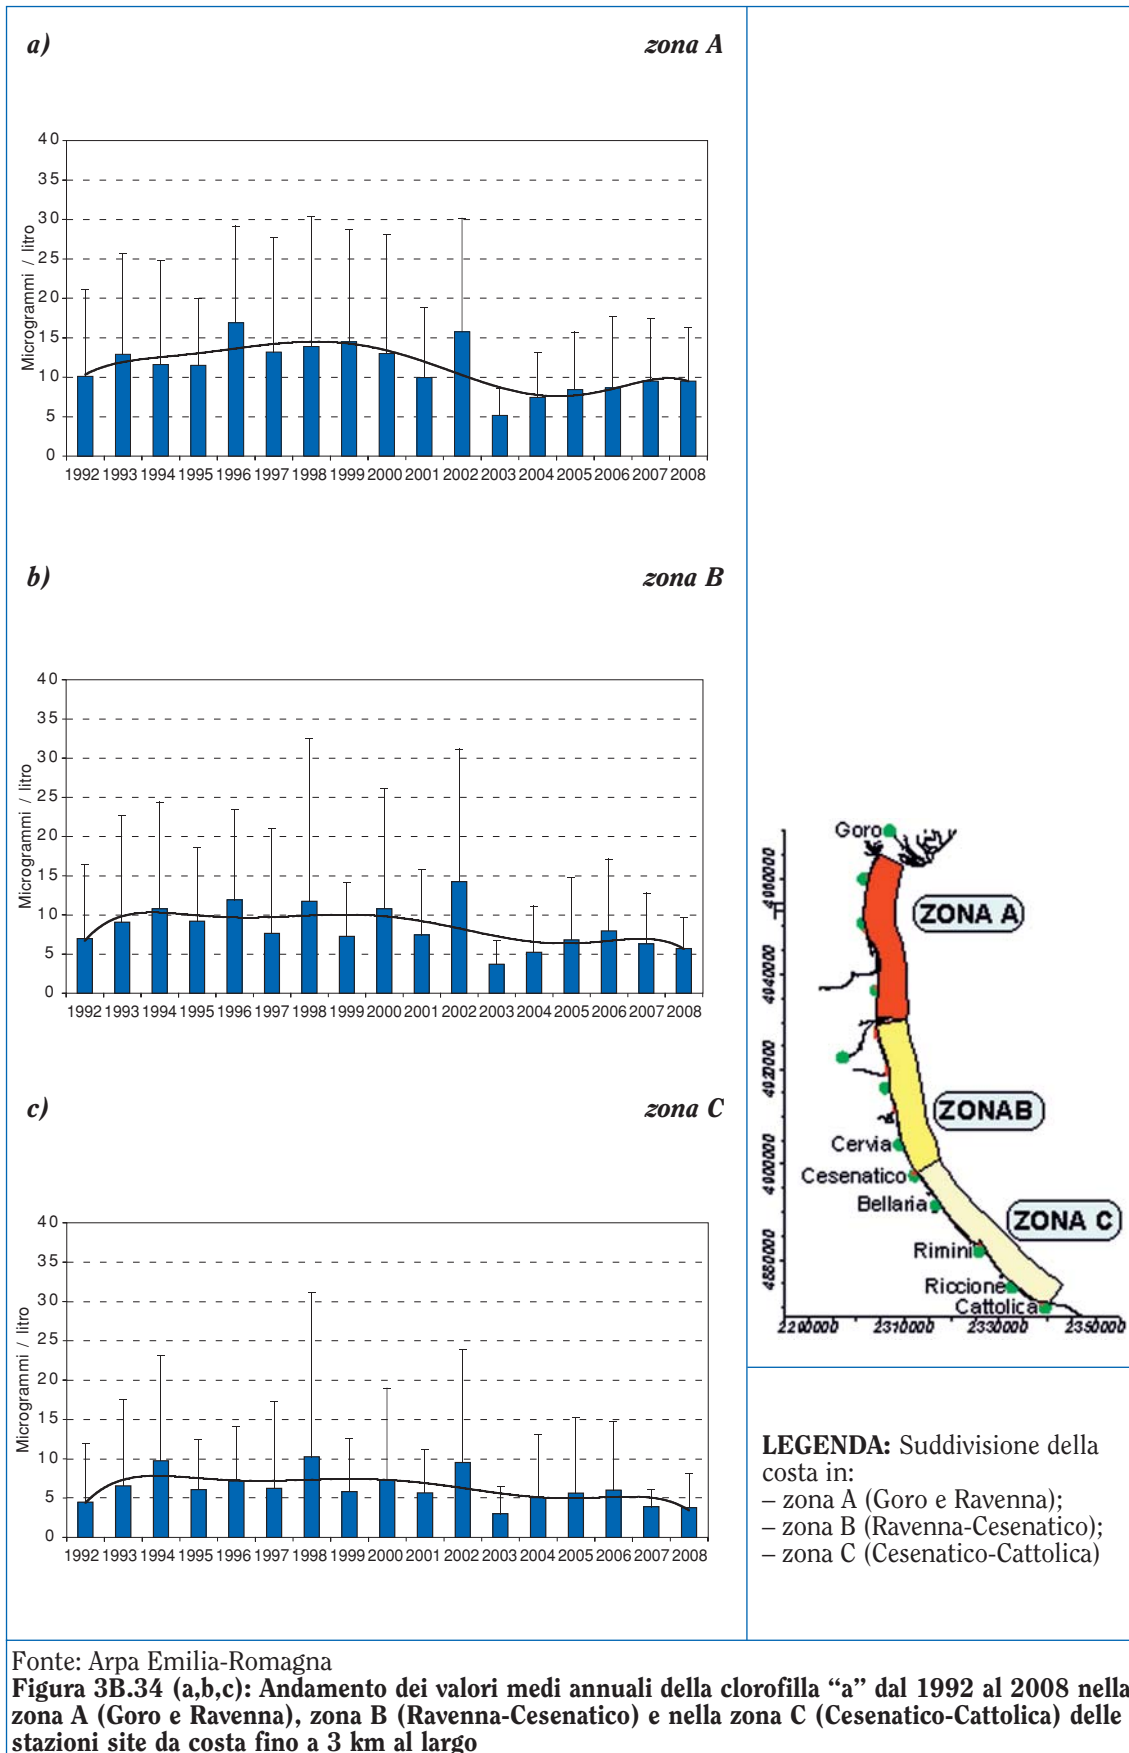 a)
zona A
40
35
30
25
20
15
10
5
0
Microgrammi / litro
1992 1993 1994 1995 1996 1997 1998 1999 2000 2001 2002 2003 2004 2005 2006 2007 2008
b)
zona B
40
35
30
25
20
15
10
5
0
Microgrammi / litro
1992 1993 1994 1995 1996 1997 1998 1999 2000 2001 2002 2003 2004 2005 2006 2007 2008
c)
zona C
40
35
30
25
20
15
10
5
0
Microgrammi / litro
1992 1993 1994 1995 1996 1997 1998 1999 2000 2001 2002 2003 2004 2005 2006 2007 2008
Goro
ZONA A
ZONAB
Cervia
Cesenatico
Bellaria
ZONA C
Rimini
Riccione
Cattolica
4040000
4020000
4000000
2310000 2330000 2350000
LEGENDA: Suddivisione della
costa in:
– zona A (Goro e Ravenna);
– zona B (Ravenna-Cesenatico);
– zona C (Cesenatico-Cattolica)
Fonte: Arpa Emilia-Romagna
Figura 3B.34 (a,b,c): Andamento dei valori medi annuali della clorofilla “a” dal 1992 al 2008 nella
zona A (Goro e Ravenna), zona B (Ravenna-Cesenatico) e nella zona C (Cesenatico-Cattolica) delle
stazioni site da costa fino a 3 km al largo